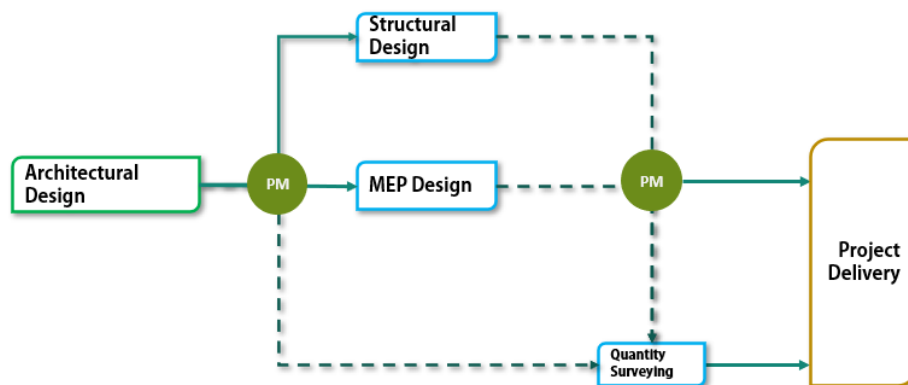 Structural
Design
Architectural
Design
PM
MEP Design
PM
Project
Delivery
Quantity
Surveying